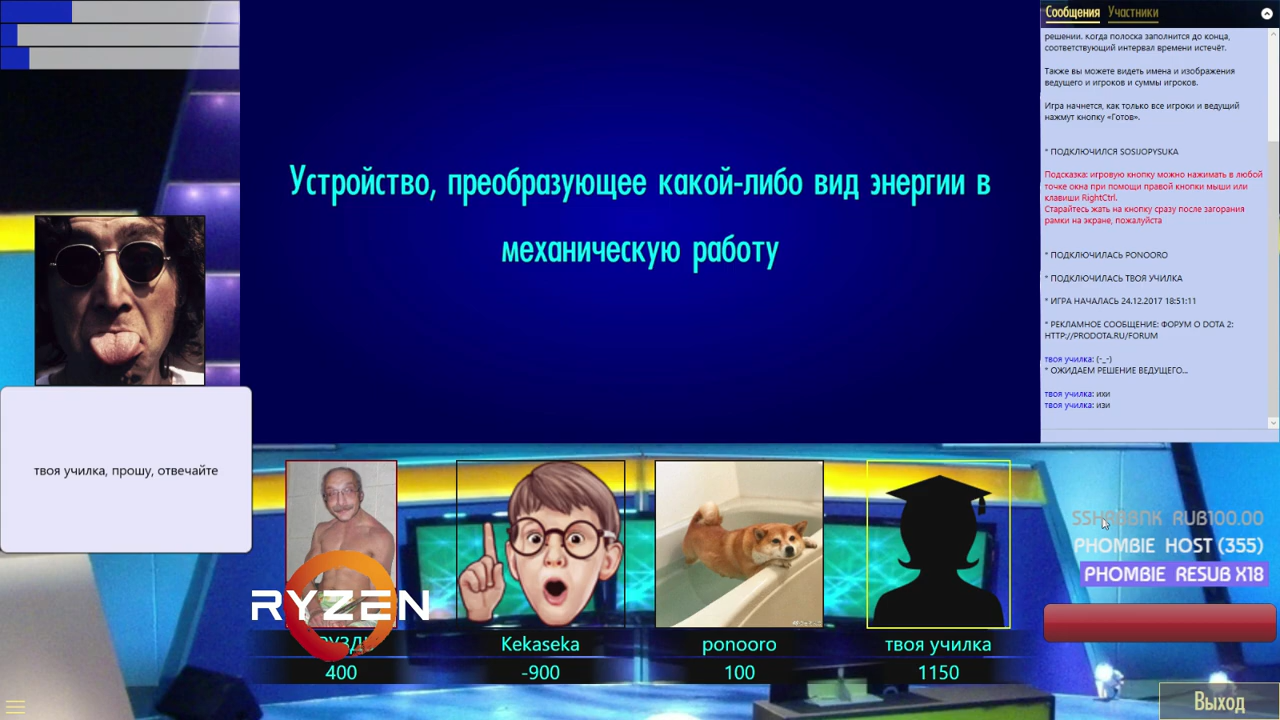 Сообщения Участники
решении. Когда полоска заполнится до конца,
соответствующий интервал времени истечёт.
Также вы можете видеть имена и изображения
ведущего и игроков и суммы игроков.
Игра начнется, как только все игроки и ведущий
нажмут кнопку «Готов».
* ПОДКЛЮЧИЛСЯ SOSIJOPYSUKA
Подсказка: игровую кнопку можно нажимать в любой
точке окна при помощи правой кнопки мыши или
клавиши RightCtrl.
Старайтесь жать на кнопку сразу после загорания
рамки на экране, пожалуйста
* ПОДКЛЮЧИЛАСЬ PONOORO
* ПОДКЛЮЧИЛАСЬ ТВОЯ УЧИЛКА
* ИГРА НАЧАЛАСЬ 24.12.2017 18:51:11
* РЕКЛАМНОЕ СООБЩЕНИЕ: ФОРУМ О DOTA 2:
HTTP://PRODOTA.RU/FORUM
твоя училка: (-_-)
* ОЖИДАЕМ РЕШЕНИЕ ВЕДУЩЕГО...
твоя училка: ихи
твоя училка: изи
Устройство, преобразующее какой-либо вид энергии в
механическую работу
твоя училка, прошу, отвечайте
RYZEN
Kekaseka
ponooro
твоя училка
400
-900
100
1150
RUB100.00
PHOMBIE HOST (355)
PHOMBIE RESUB X18
Выход